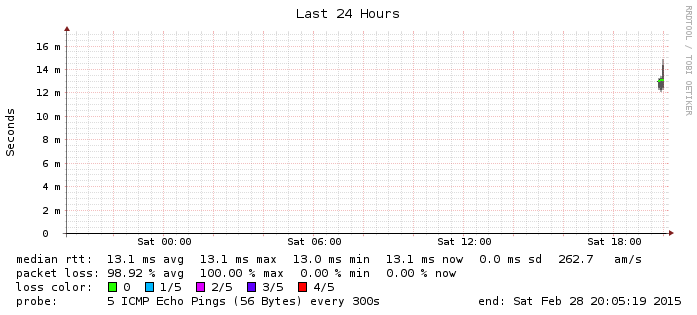 Last 24 Hours
RRDTOOL / TOBI OETIKER
Seconds
16 m
14 m
12 m
10 m
8 m
6 m
4 m
2 m
0
Sat 00:00 Sat 06:00 Sat 12:00 Sat 18:00
median rtt: 13.1 ms avg 13.1 ms max 13.0 ms min 13.1 ms now 0.0 ms sd 262.7 am/s
packet loss: 98.92 % avg 100.00 % max 0.00 % min 0.00 % now
loss color: 0 1/5 2/5 3/5 4/5
probe: 5 ICMP Echo Pings (56 Bytes) every 300s end: Sat Feb 28 20:05:19 2015